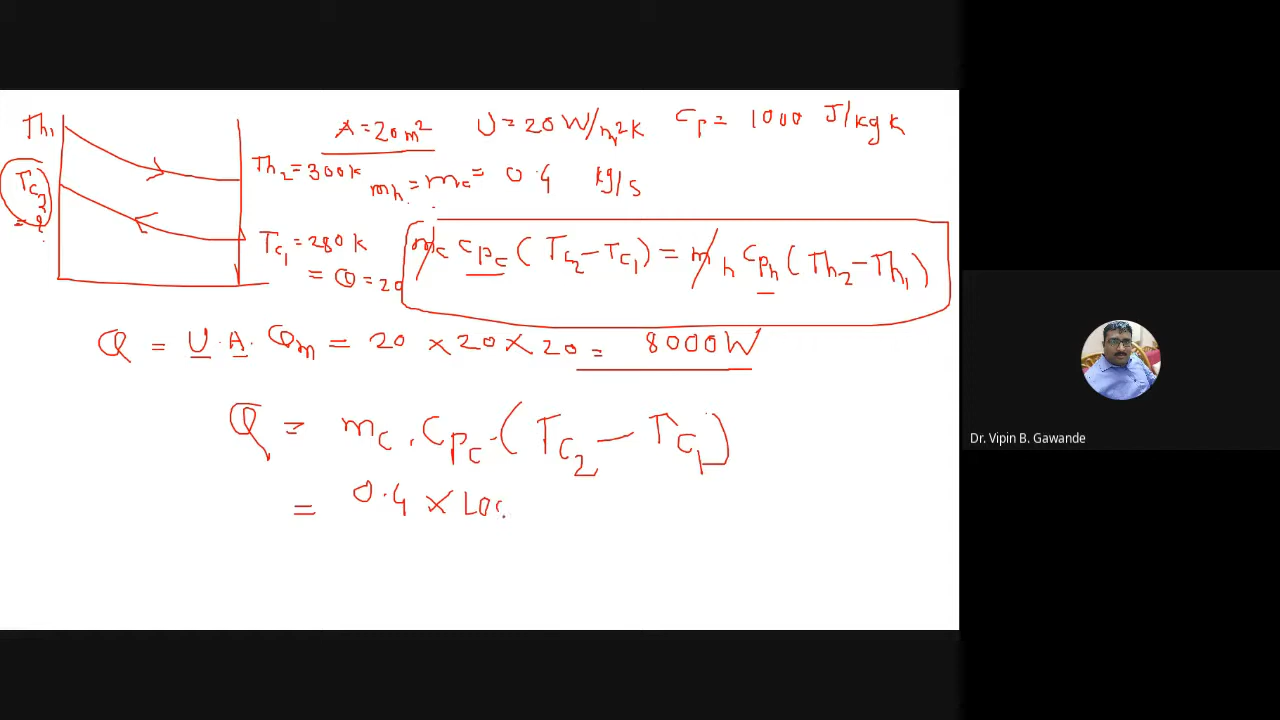 Th₁
Tc₂
= ?
A = 20 m²
U = 20 W/m²K
Cp = 1000 J/kg K
Th₂ = 300 K
mh = mc = 0.4 kg/s
Tc₁ = 280 K
= θ = 20
mc Cpc (Tc₂ - Tc₁) = mh Cph (Th₂ - Th₁)
Q = U . A . θm = 20 × 20 × 20 = 8000 W
Q = mc . Cpc . (Tc₂ - Tc₁)
= 0.4 × 100
Dr. Vipin B. Gawande